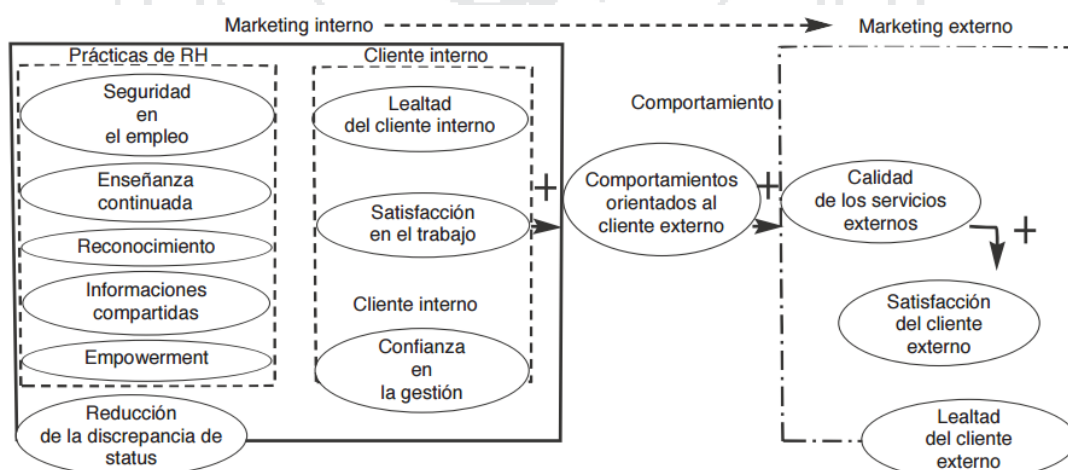 Marketing interno
Marketing externo
Prácticas de RH
Seguridad
en
el empleo
Enseñanza
continuada
Reconocimiento
Informaciones
compartidas
Empowerment
Reducción
de la discrepancia de
status
Cliente interno
Lealtad
del cliente interno
Satisfacción
en el trabajo
Cliente interno
Confianza
en
la gestión
+
Comportamiento
Comportamientos
orientados al
cliente externo
+
Calidad
de los servicios
externos
+
Satisfacción
del cliente
externo
Lealtad
del cliente
externo